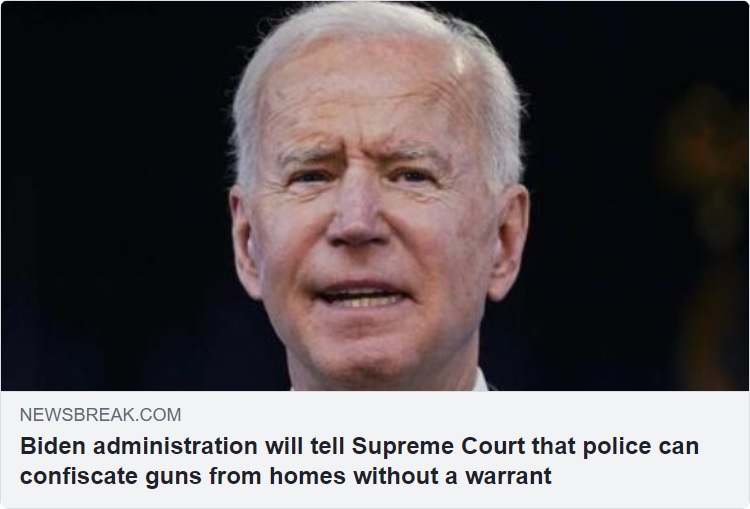 NEWSBREAK.COM
Biden administration will tell Supreme Court that police can
confiscate guns from homes without a warrant